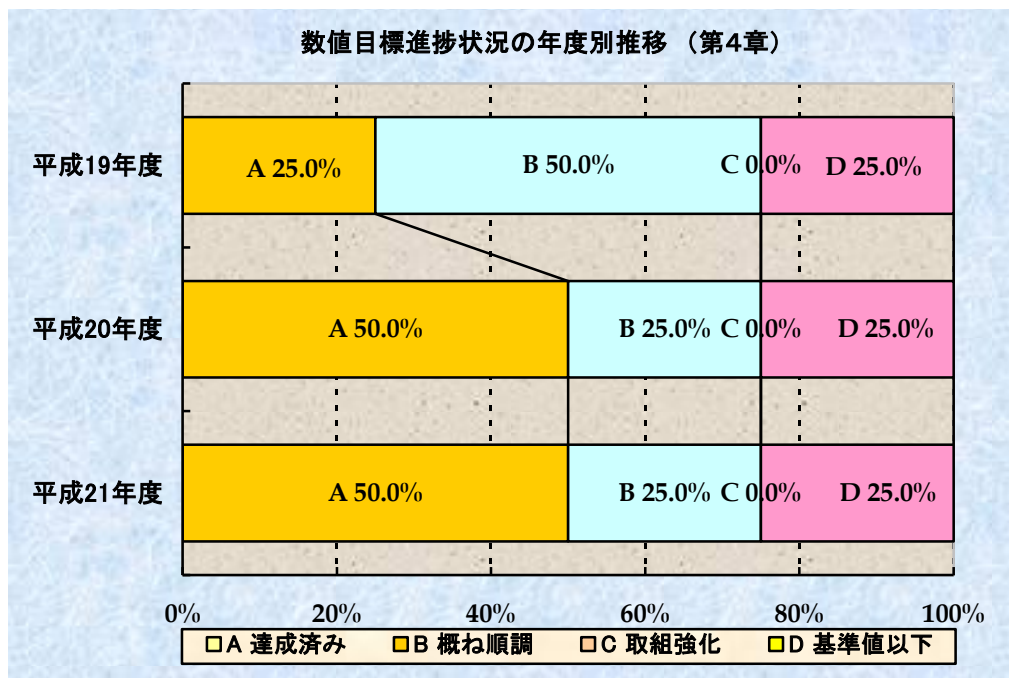 数値目標進捗状況の年度別推移 （第4章）
平成19年度 A 25.0% B 50.0% C 0.0% D 25.0%
平成20年度 A 50.0% B 25.0% C 0.0% D 25.0%
平成21年度 A 50.0% B 25.0% C 0.0% D 25.0%
0% 20% 40% 60% 80% 100%
A 達成済み B 概ね順調 C 取組強化 D 基準値以下